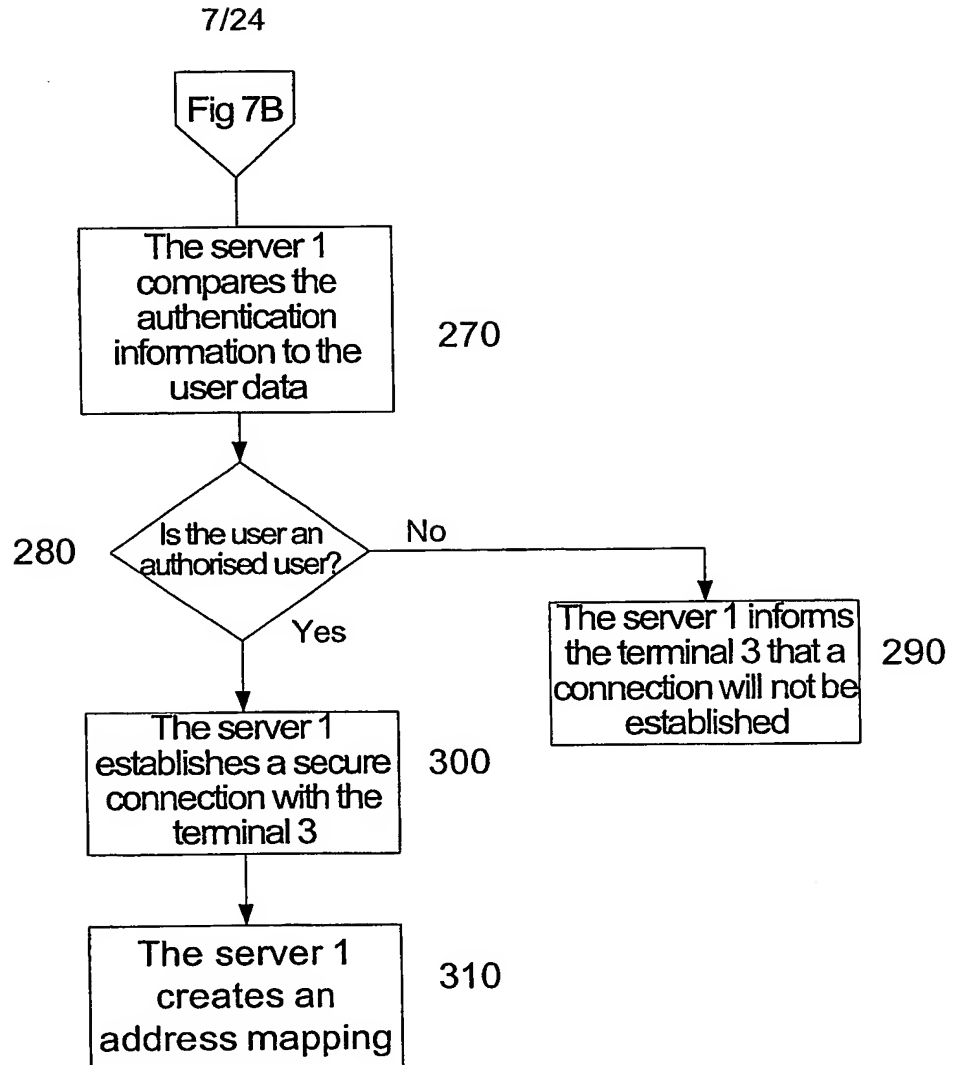 7/24
Fig 7B
The server 1
compares the
authentication
information to the
user data
270
280
Is the user an
authorised user?
No
Yes
The server 1 informs
the terminal 3 that a
connection will not be
established
290
The server 1
establishes a secure
connection with the
terminal 3
300
The server 1
creates an
address mapping
310